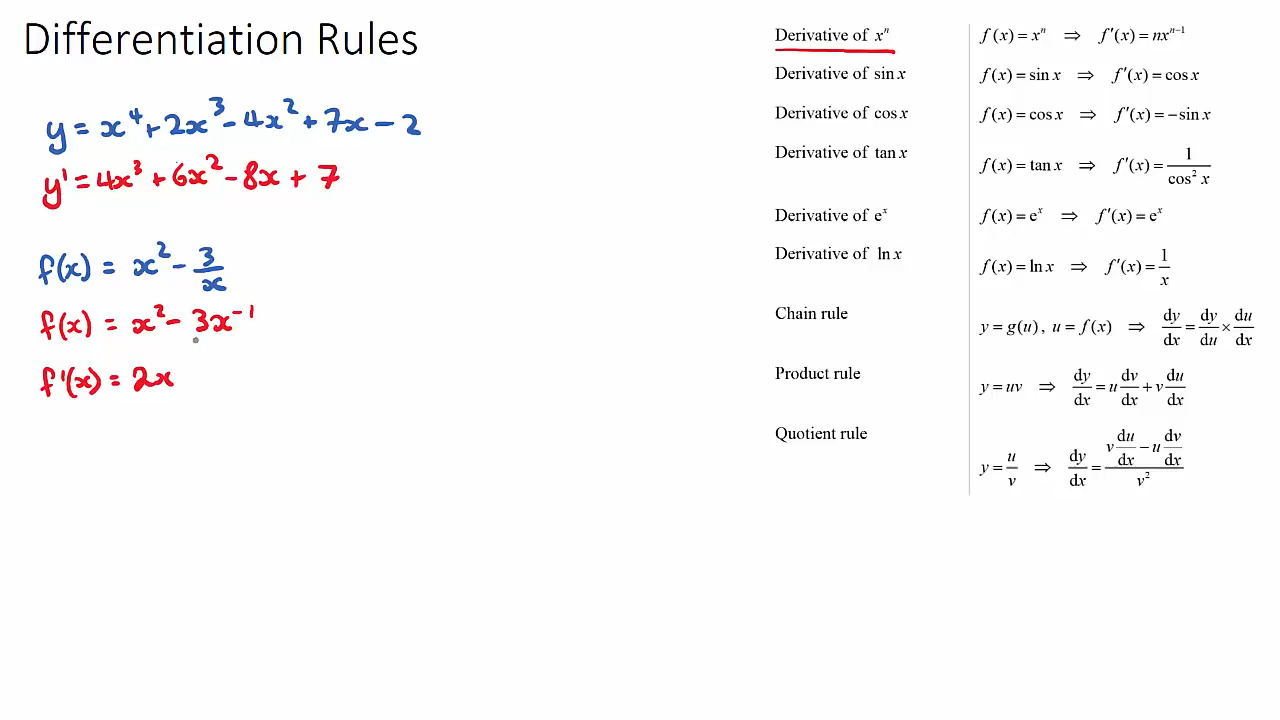 Differentiation Rules
y = x⁴ + 2x³ - 4x² + 7x - 2
y' = 4x³ + 6x² - 8x + 7
f(x) = x² - 3/x
f(x) = x² - 3x⁻¹
f'(x) = 2x
Derivative of xⁿ f(x) = xⁿ ⇒ f′(x) = nxⁿ⁻¹
Derivative of sin x f(x) = sin x ⇒ f′(x) = cos x
Derivative of cos x f(x) = cos x ⇒ f′(x) = −sin x
Derivative of tan x f(x) = tan x ⇒ f′(x) = 1/cos² x
Derivative of eˣ f(x) = eˣ ⇒ f′(x) = eˣ
Derivative of ln x f(x) = ln x ⇒ f′(x) = 1/x
Chain rule y = g(u), u = f(x) ⇒ dy/dx = dy/du × du/dx
Product rule y = uv ⇒ dy/dx = u dv/dx + v du/dx
Quotient rule y = u/v ⇒ dy/dx = (v du/dx − u dv/dx)/v²